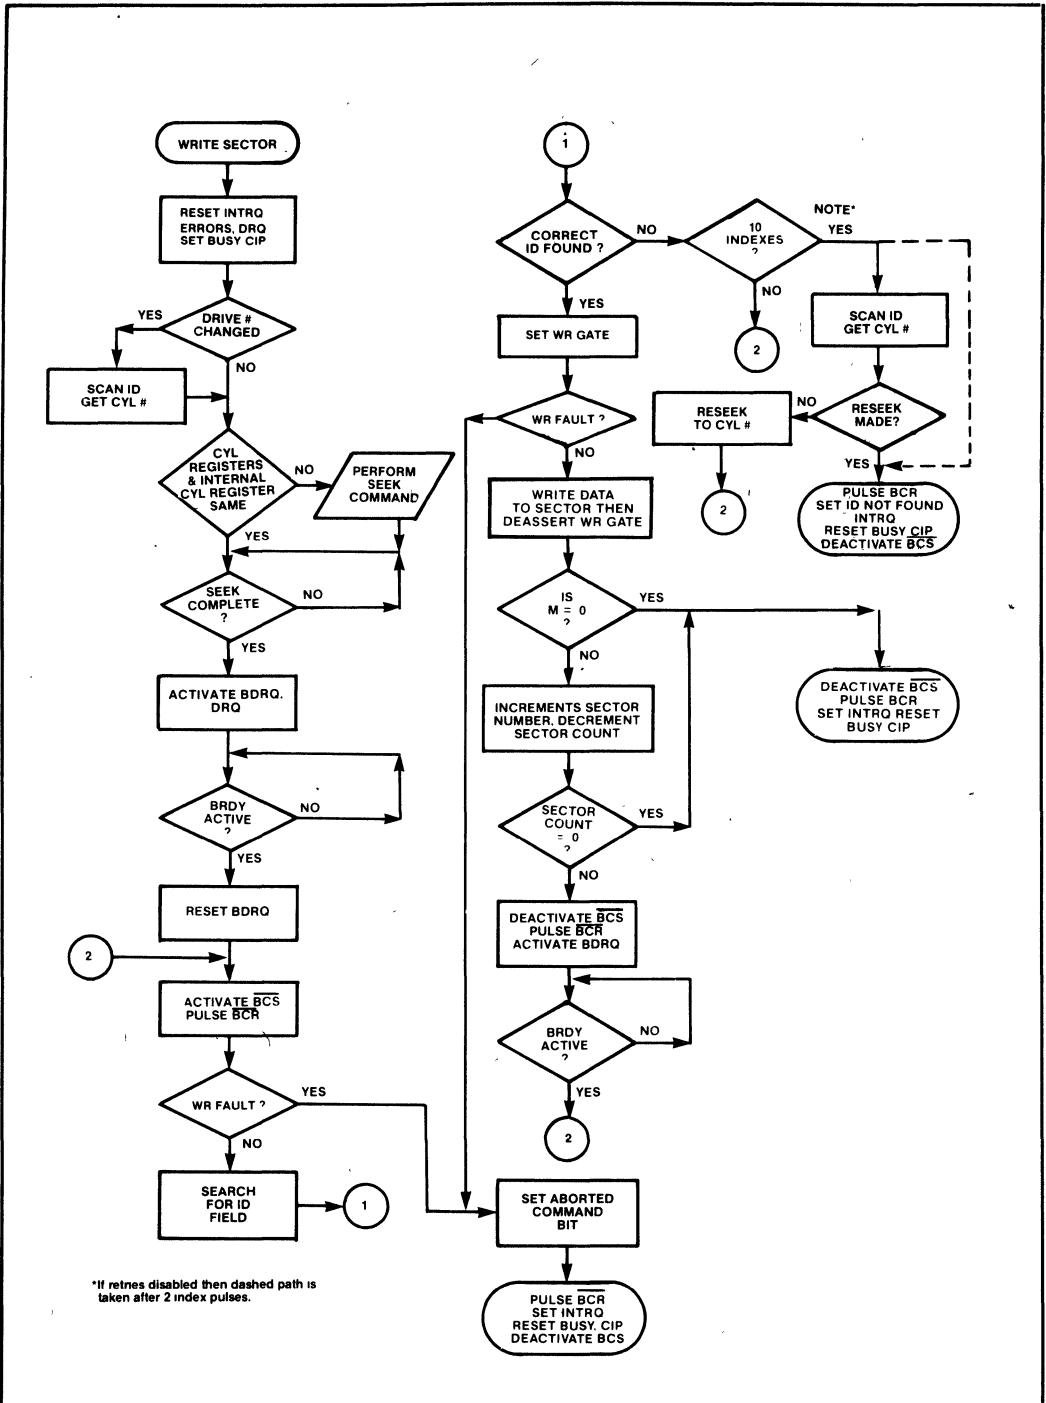 WRITE SECTOR
RESET INTRQ
ERRORS, DRQ
SET BUSY CIP
DRIVE #
CHANGED
YES
NO
SCAN ID
GET CYL #
CYL
REGISTERS
& INTERNAL
CYL REGISTER
SAME
NO
YES
PERFORM
SEEK
COMMAND
SEEK
COMPLETE
?
NO
YES
ACTIVATE BDRQ.
DRQ
BRDY
ACTIVE
?
NO
YES
RESET BDRQ
2
ACTIVATE BCS
PULSE BCR
WR FAULT ?
YES
NO
SEARCH
FOR ID
FIELD
1
*If retries disabled then dashed path is
taken after 2 index pulses.
1
CORRECT
ID FOUND ?
NO
YES
10
INDEXES
?
NOTE*
YES
NO
2
SCAN ID
GET CYL #
RESEEK
MADE?
NO
YES
RESEEK
TO CYL #
2
PULSE BCR
SET ID NOT FOUND
INTRQ
RESET BUSY CIP
DEACTIVATE BCS
SET WR GATE
WR FAULT ?
NO
WRITE DATA
TO SECTOR THEN
DEASSERT WR GATE
IS
M = 0
?
YES
NO
DEACTIVATE BCS
PULSE BCR
SET INTRQ RESET
BUSY CIP
INCREMENTS SECTOR
NUMBER, DECREMENT
SECTOR COUNT
SECTOR
COUNT
= 0
?
YES
NO
DEACTIVATE BCS
PULSE BCR
ACTIVATE BDRQ
BRDY
ACTIVE
?
NO
YES
2
SET ABORTED
COMMAND
BIT
PULSE BCR
SET INTRQ
RESET BUSY, CIP
DEACTIVATE BCS